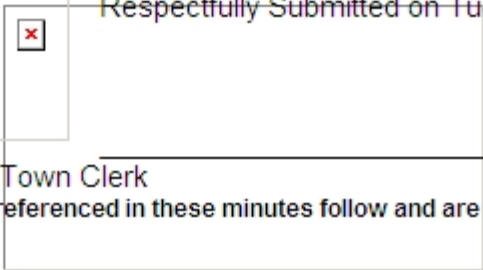 Respectfully Submitted on Tu
Town Clerk
eferenced in these minutes follow and are